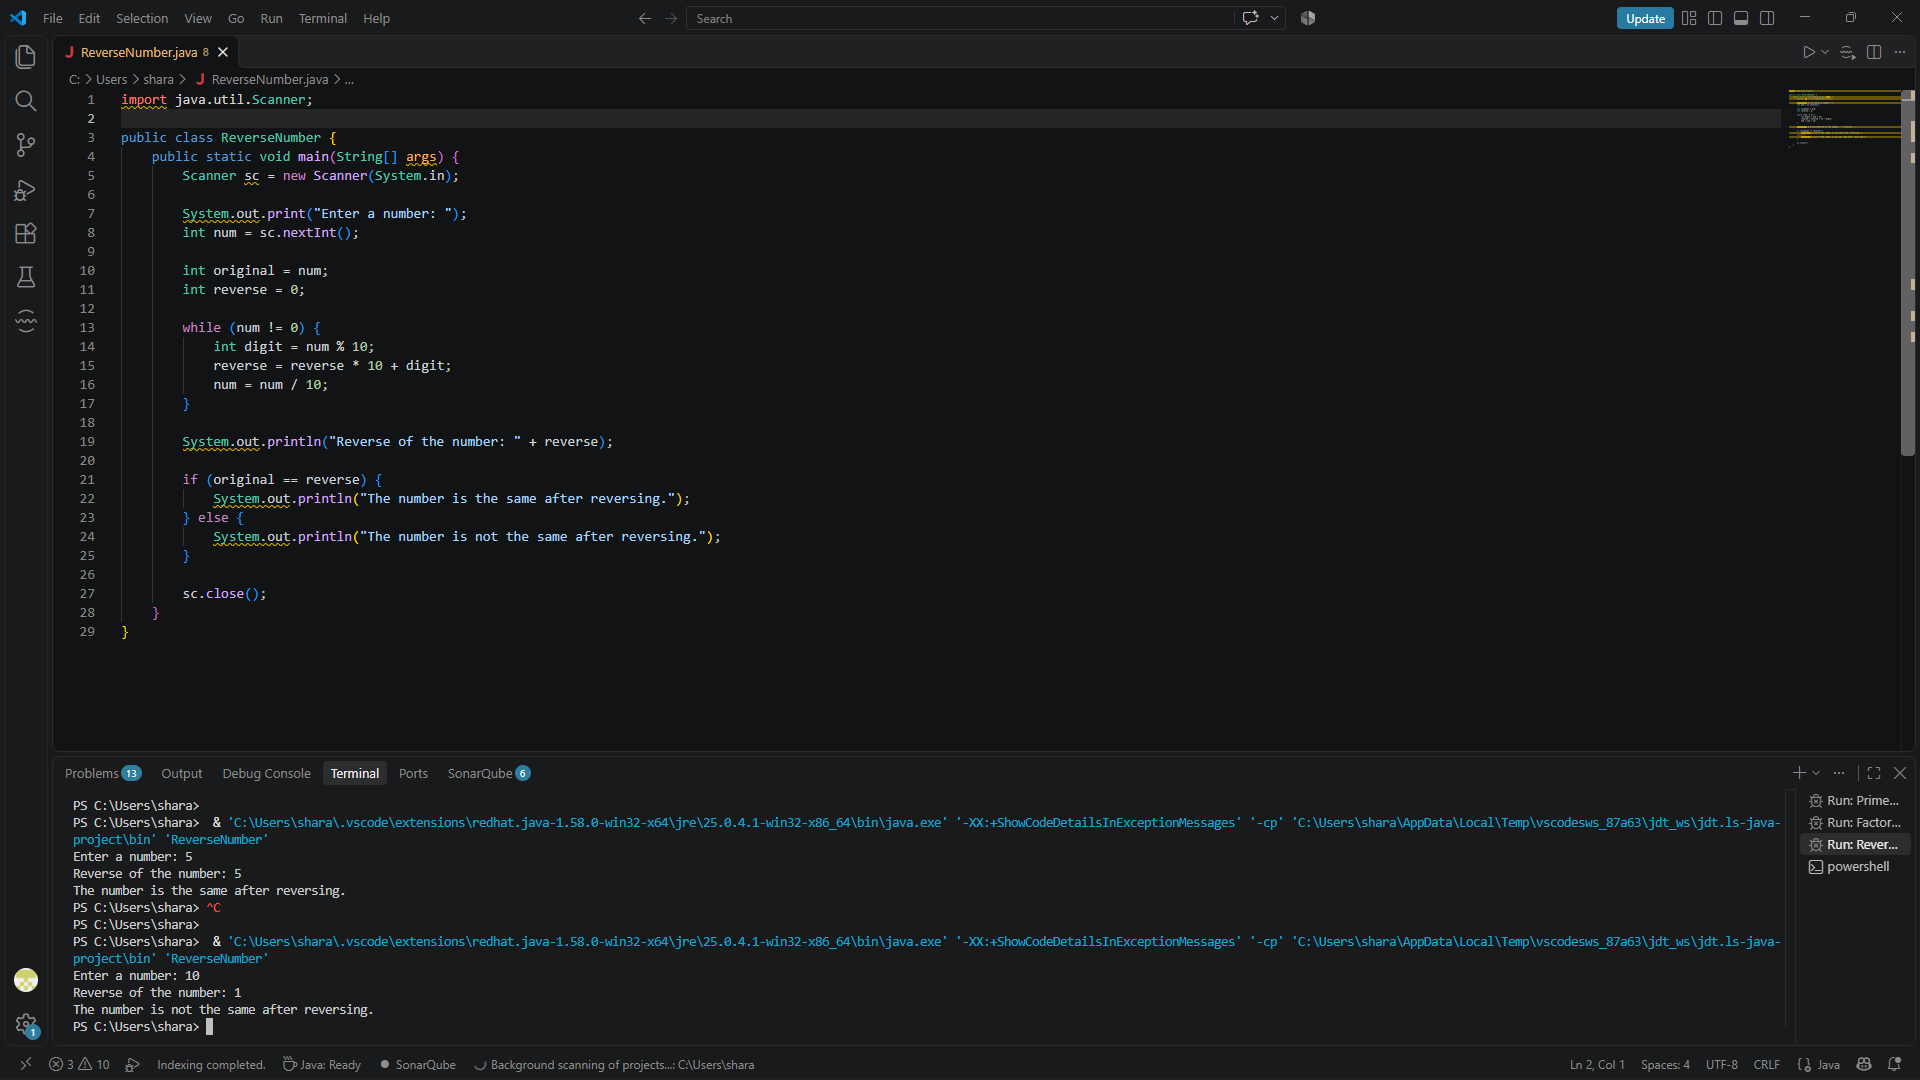 File Edit Selection View Go Run Terminal Help
Search
Update
ReverseNumber.java 8
C: > Users > shara > ReverseNumber.java > ...
1 import java.util.Scanner;
2
3 public class ReverseNumber {
4 public static void main(String[] args) {
5 Scanner sc = new Scanner(System.in);
6
7 System.out.print("Enter a number: ");
8 int num = sc.nextInt();
9
10 int original = num;
11 int reverse = 0;
12
13 while (num != 0) {
14 int digit = num % 10;
15 reverse = reverse * 10 + digit;
16 num = num / 10;
17 }
18
19 System.out.println("Reverse of the number: " + reverse);
20
21 if (original == reverse) {
22 System.out.println("The number is the same after reversing.");
23 } else {
24 System.out.println("The number is not the same after reversing.");
25 }
26
27 sc.close();
28 }
29 }
Problems 13 Output Debug Console Terminal Ports SonarQube 6
PS C:\Users\shara>
PS C:\Users\shara> & 'C:\Users\shara\.vscode\extensions\redhat.java-1.58.0-win32-x64\jre\25.0.4.1-win32-x86_64\bin\java.exe' '-XX:+ShowCodeDetailsInExceptionMessages' '-cp' 'C:\Users\shara\AppData\Local\Temp\vscodesws_87a63\jdt_ws\jdt.ls-java-
project\bin' 'ReverseNumber'
Enter a number: 5
Reverse of the number: 5
The number is the same after reversing.
PS C:\Users\shara> ^C
PS C:\Users\shara>
PS C:\Users\shara> & 'C:\Users\shara\.vscode\extensions\redhat.java-1.58.0-win32-x64\jre\25.0.4.1-win32-x86_64\bin\java.exe' '-XX:+ShowCodeDetailsInExceptionMessages' '-cp' 'C:\Users\shara\AppData\Local\Temp\vscodesws_87a63\jdt_ws\jdt.ls-java-
project\bin' 'ReverseNumber'
Enter a number: 10
Reverse of the number: 1
The number is not the same after reversing.
PS C:\Users\shara>
Run: Prime...
Run: Factor...
Run: Rever...
powershell
1
3 10 Indexing completed. Java: Ready SonarQube Background scanning of projects...: C:\Users\shara Ln 2, Col 1 Spaces: 4 UTF-8 CRLF {} Java